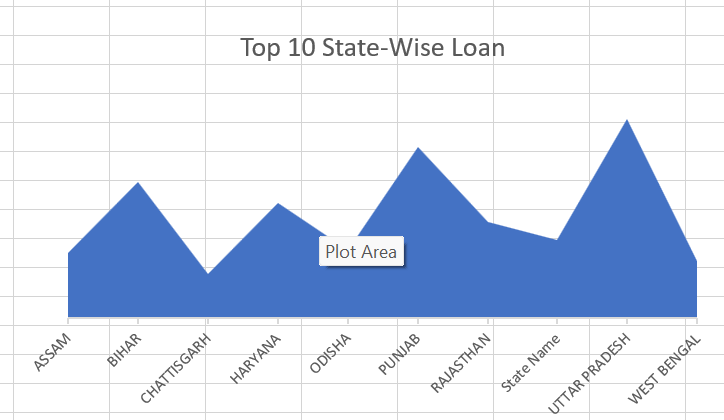 Top 10 State-Wise Loan
Plot Area
ASSAM
BIHAR
CHATTISGARH
HARYANA
ODISHA
PUNJAB
RAJASTHAN
State Name
UTTAR PRADESH
WEST BENGAL